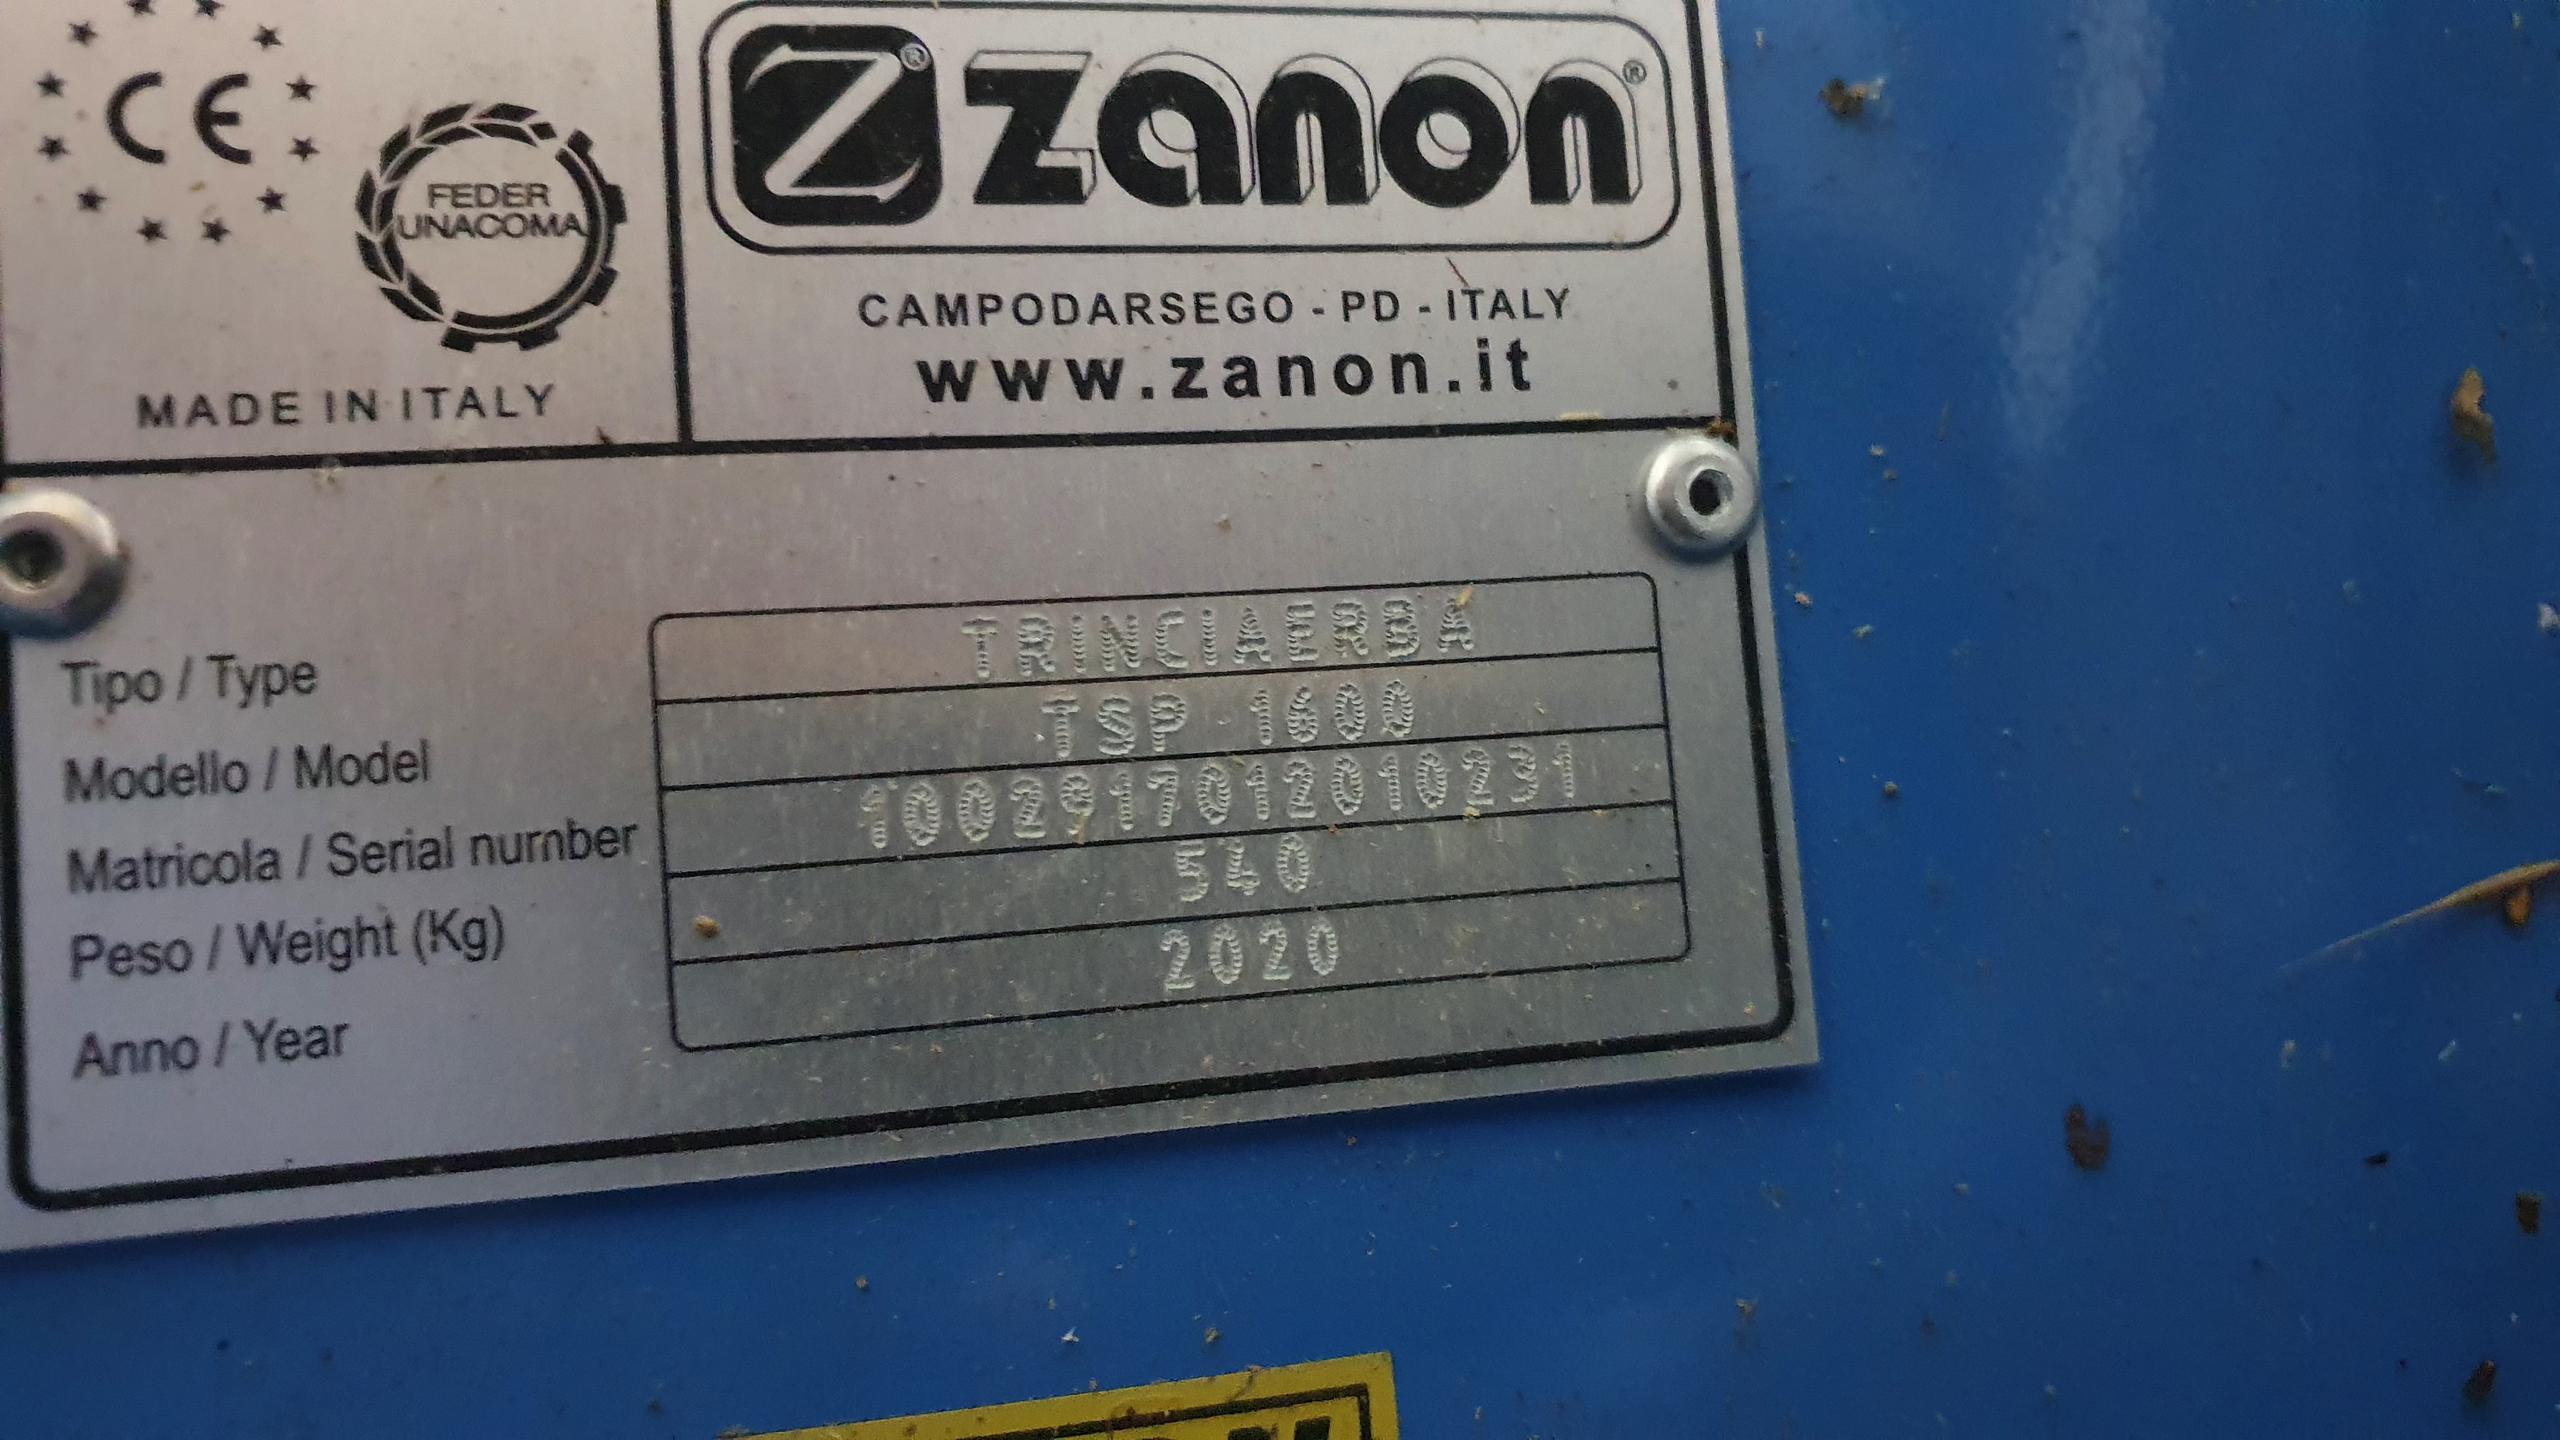 CE
FEDER
UNACOMA
MADE IN ITALY
Z®
zanon®
CAMPODARSEGO - PD - ITALY
www.zanon.it
Tipo / Type TRINCIAERBA
Modello / Model TSP 1600
Matricola / Serial number 1002917012010231
Peso / Weight (Kg) 540
Anno / Year 2020